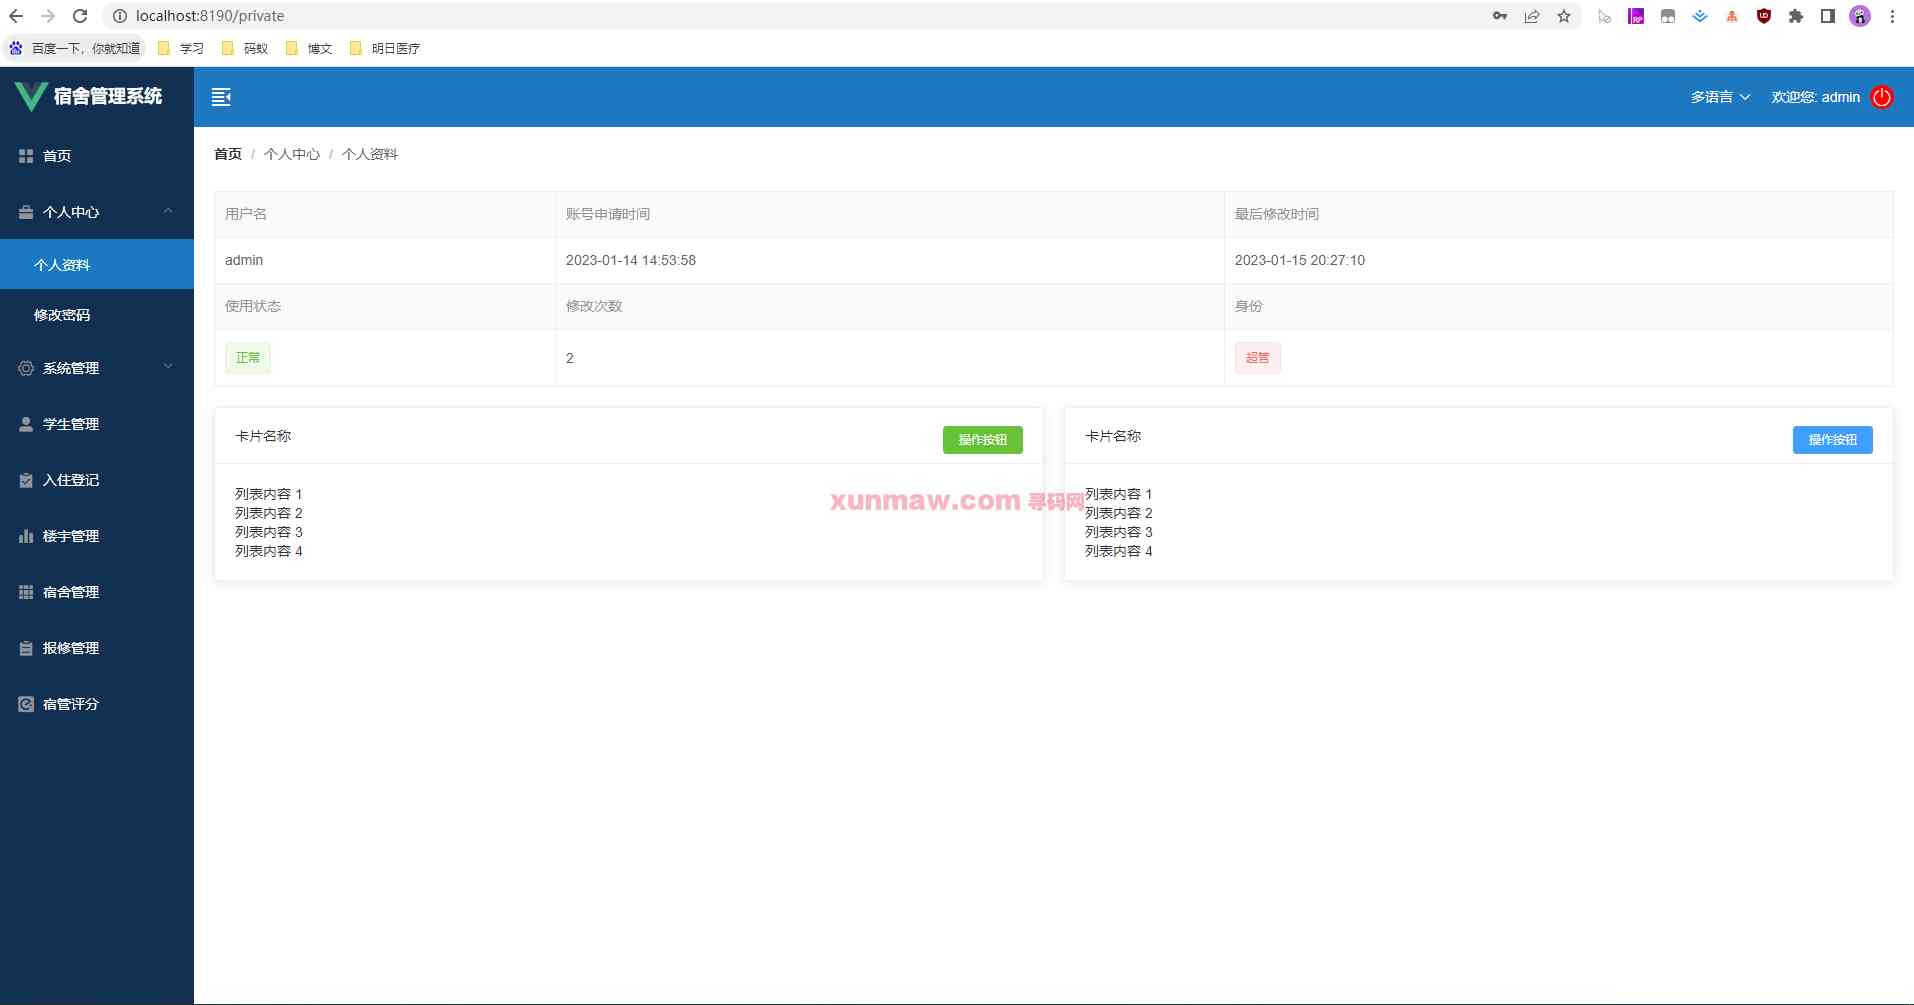 localhost:8190/private
百度一下，你就知道 学习 码蚁 博文 明日医疗
宿舍管理系统
多语言 欢迎您: admin
首页
个人中心
个人资料
修改密码
系统管理
学生管理
入住登记
楼宇管理
宿舍管理
报修管理
宿管评分
首页 / 个人中心 / 个人资料
用户名 账号申请时间 最后修改时间
admin 2023-01-14 14:53:58 2023-01-15 20:27:10
使用状态 修改次数 身份
正常 2 超管
卡片名称 操作按钮
列表内容 1
列表内容 2
列表内容 3
列表内容 4
卡片名称 操作按钮
列表内容 1
列表内容 2
列表内容 3
列表内容 4
xunmaw.com 寻码网